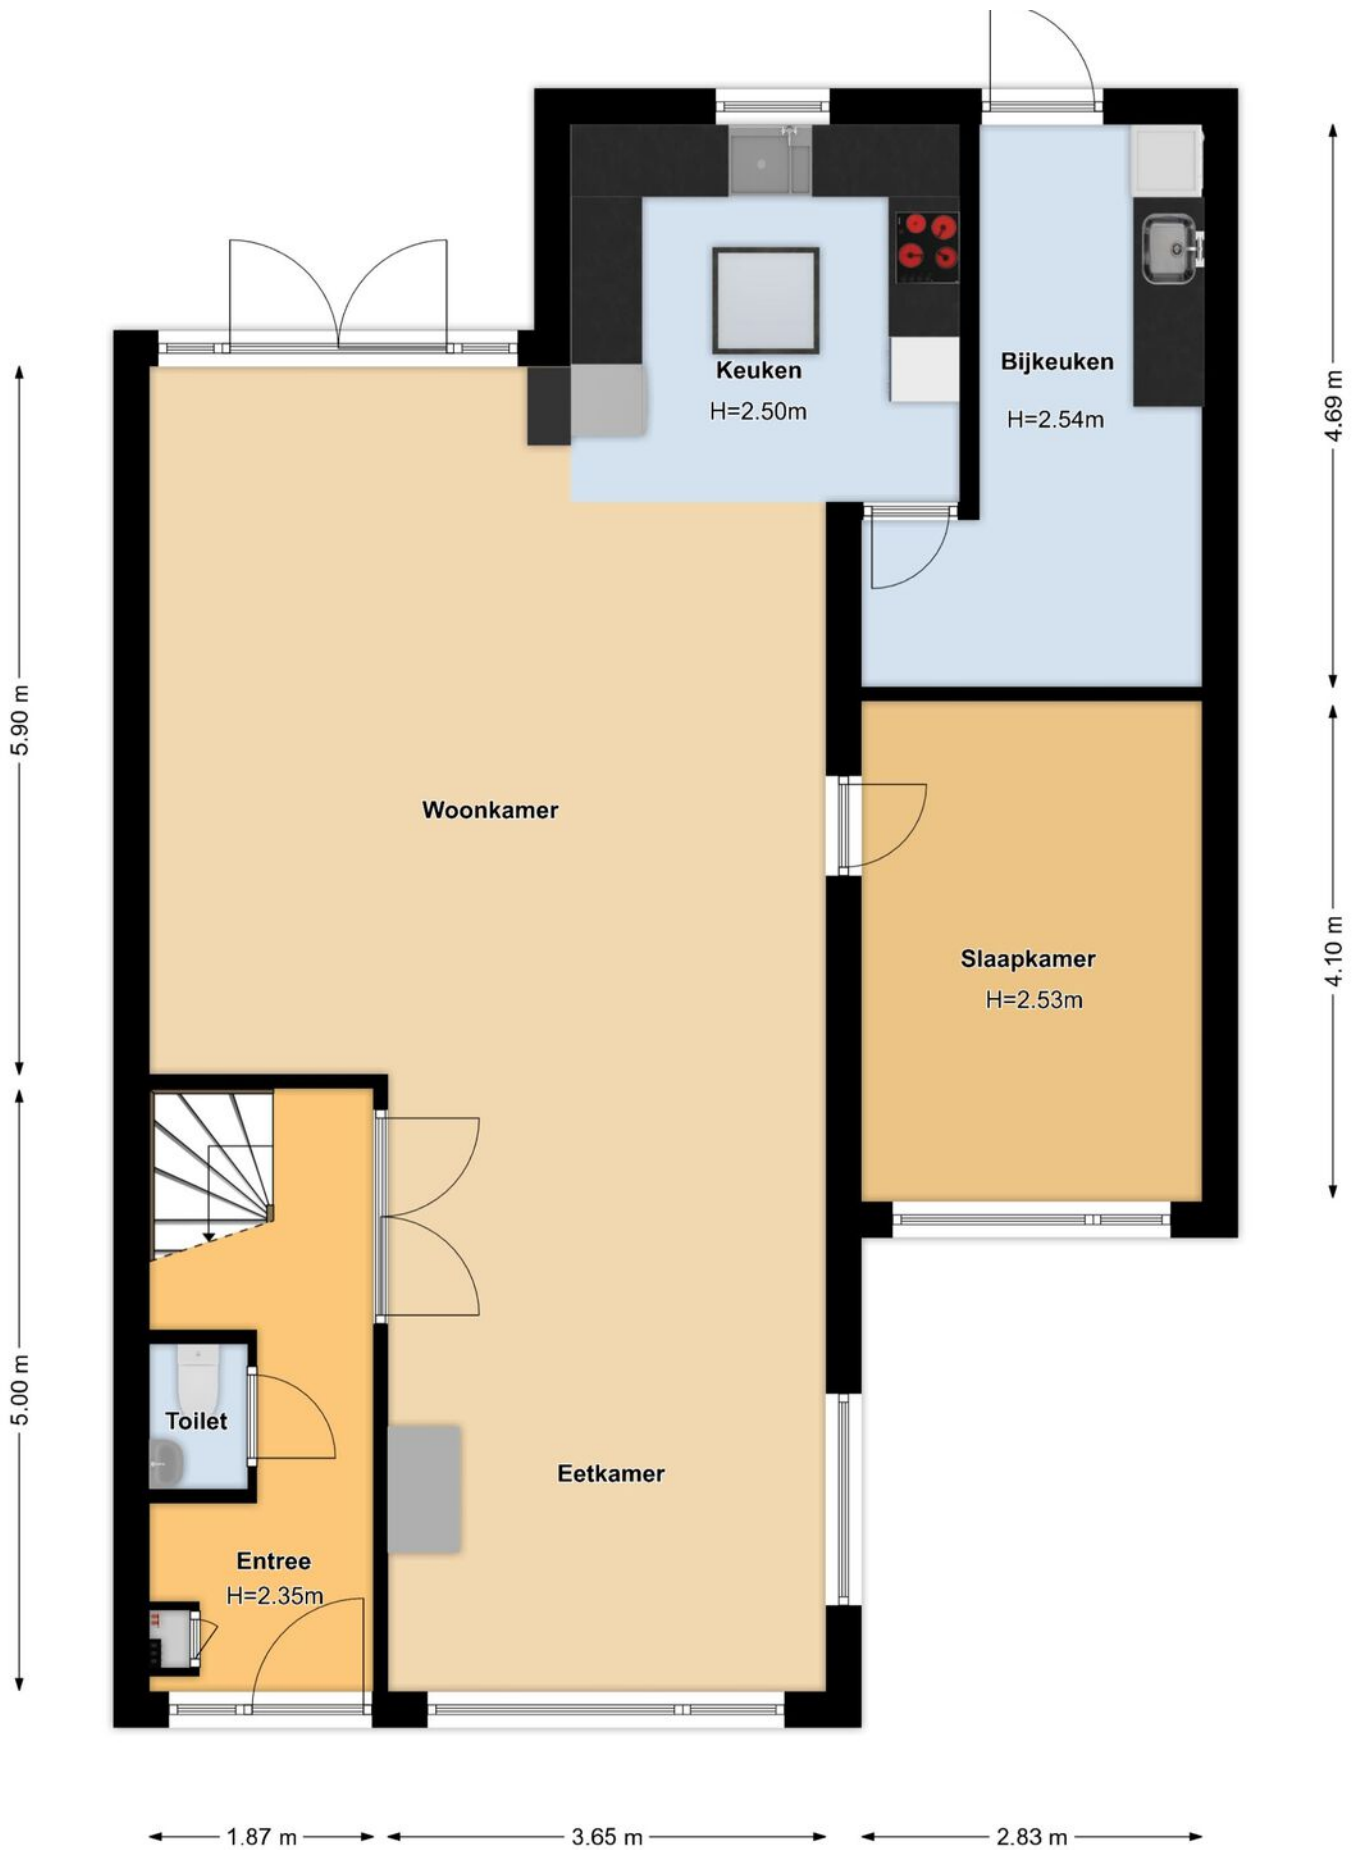 Keuken
H=2.50m
Bijkeuken
H=2.54m
4.69 m
5.90 m
Woonkamer
Slaapkamer
H=2.53m
4.10 m
5.00 m
Toilet
Eetkamer
Entree
H=2.35m
1.87 m
3.65 m
2.83 m